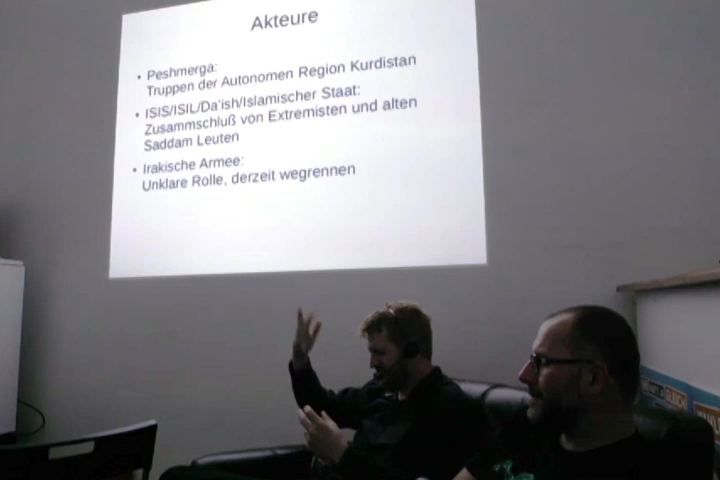 Akteure
• Peshmerga:
Truppen der Autonomen Region Kurdistan
• ISIS/ISIL/Da'ish/Islamischer Staat:
Zusammschluß von Extremisten und alten
Saddam Leuten
• Irakische Armee:
Unklare Rolle, derzeit wegrennen